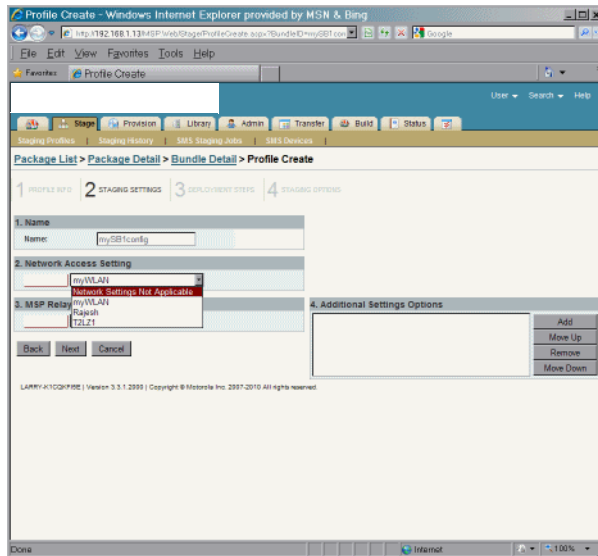 Profile Create - Windows Internet Explorer provided by MSN & Bing
Google
File Edit View Favorites Tools Help
Favorites Profile Create
User Search Help
Stage Provision Library Admin Transfer Build Status
Staging Profiles | Staging History | SMS Staging Jobs | SMS Devices |
Package List > Package Detail > Bundle Detail > Profile Create
1 PROFILE INFO 2 STAGING SETTINGS 3 DEPLOYMENT STEPS 4 STAGING OPTIONS
1. Name
Name: mySB1config
2. Network Access Setting
myWLAN
Network Settings Not Applicable
myWLAN
Rajesh
T2LZ1
3. MSP Relay
4. Additional Settings Options
Add
Move Up
Remove
Move Down
Back Next Cancel
Version 3.3.1.2000 | Copyright © Motorola Inc. 2007-2010 All rights reserved.
Done Internet 100%